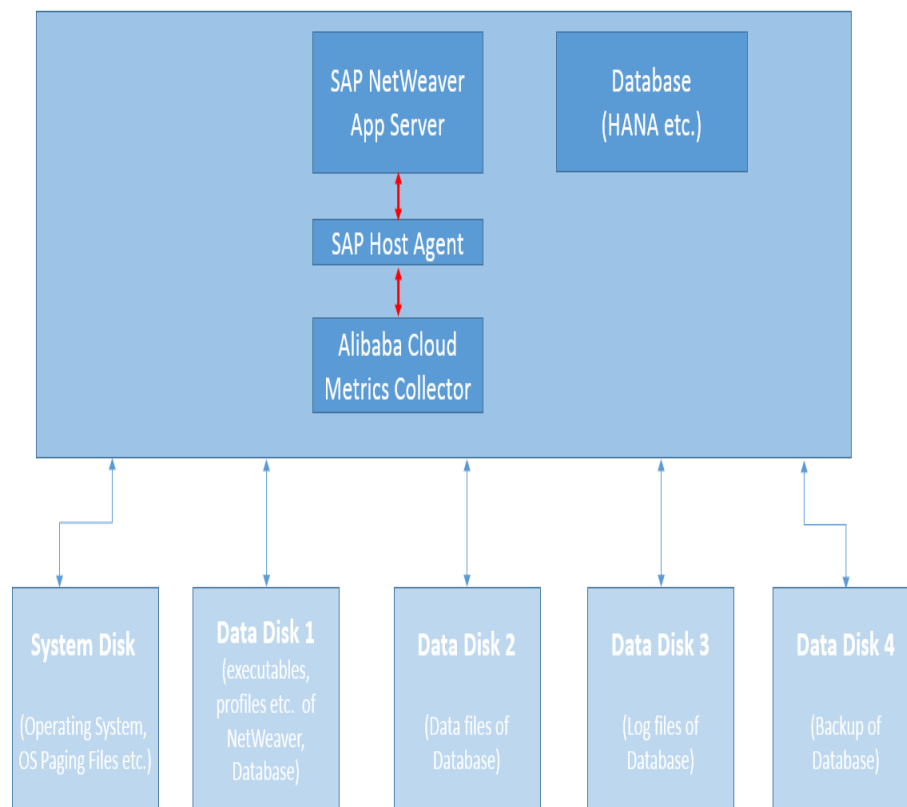 SAP NetWeaver
App Server
Database
(HANA etc.)
SAP Host Agent
Alibaba Cloud
Metrics Collector
System Disk
(Operating System,
OS Paging Files etc.)
Data Disk 1
(executables,
profiles etc. of
NetWeaver,
Database)
Data Disk 2
(Data files of
Database)
Data Disk 3
(Log files of
Database)
Data Disk 4
(Backup of
Database)